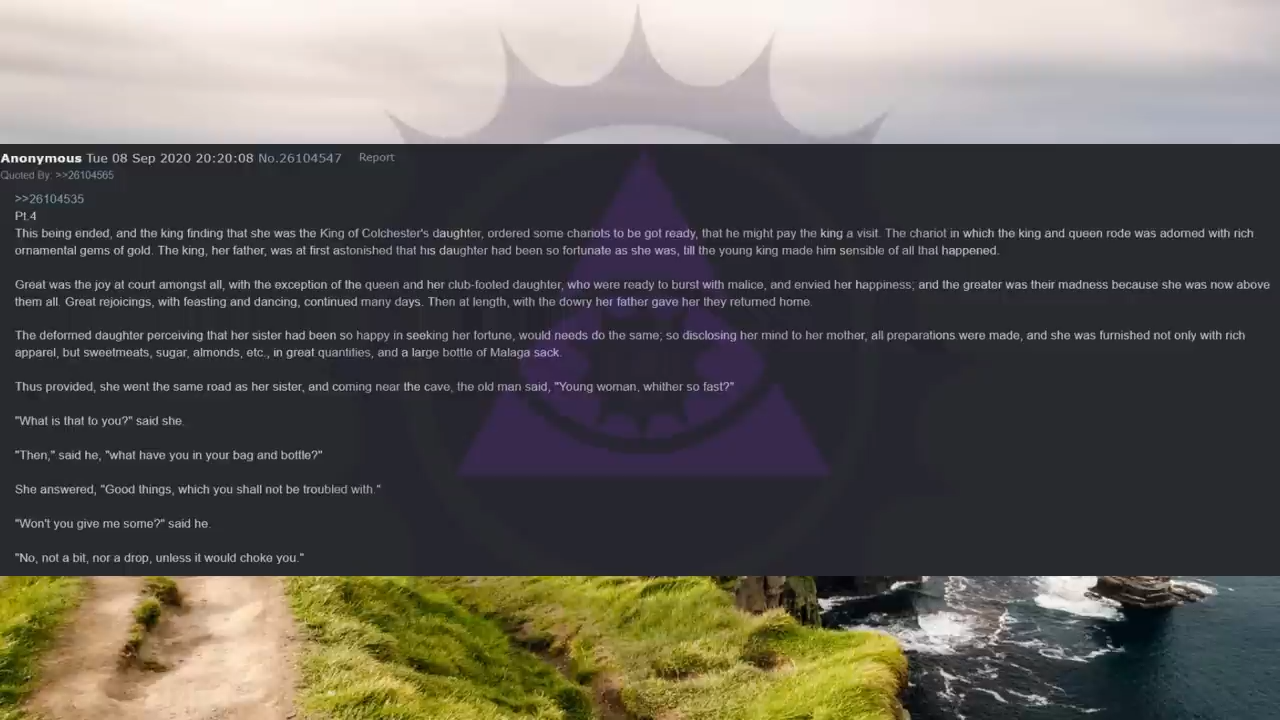 Anonymous Tue 08 Sep 2020 20:20:08 No.26104547 Report
Quoted By: >>26104565
>>26104535
Pt.4
This being ended, and the king finding that she was the King of Colchester's daughter, ordered some chariots to be got ready, that he might pay the king a visit. The chariot in which the king and queen rode was adorned with rich
ornamental gems of gold. The king, her father, was at first astonished that his daughter had been so fortunate as she was, till the young king made him sensible of all that happened.
Great was the joy at court amongst all, with the exception of the queen and her club-footed daughter, who were ready to burst with malice, and envied her happiness; and the greater was their madness because she was now above
them all. Great rejoicings, with feasting and dancing, continued many days. Then at length, with the dowry her father gave her they returned home.
The deformed daughter perceiving that her sister had been so happy in seeking her fortune, would needs do the same; so disclosing her mind to her mother, all preparations were made, and she was furnished not only with rich
apparel, but sweetmeats, sugar, almonds, etc., in great quantities, and a large bottle of Malaga sack.
Thus provided, she went the same road as her sister, and coming near the cave, the old man said, "Young woman, whither so fast?"
"What is that to you?" said she.
"Then," said he, "what have you in your bag and bottle?"
She answered, "Good things, which you shall not be troubled with."
"Won't you give me some?" said he.
"No, not a bit, nor a drop, unless it would choke you."